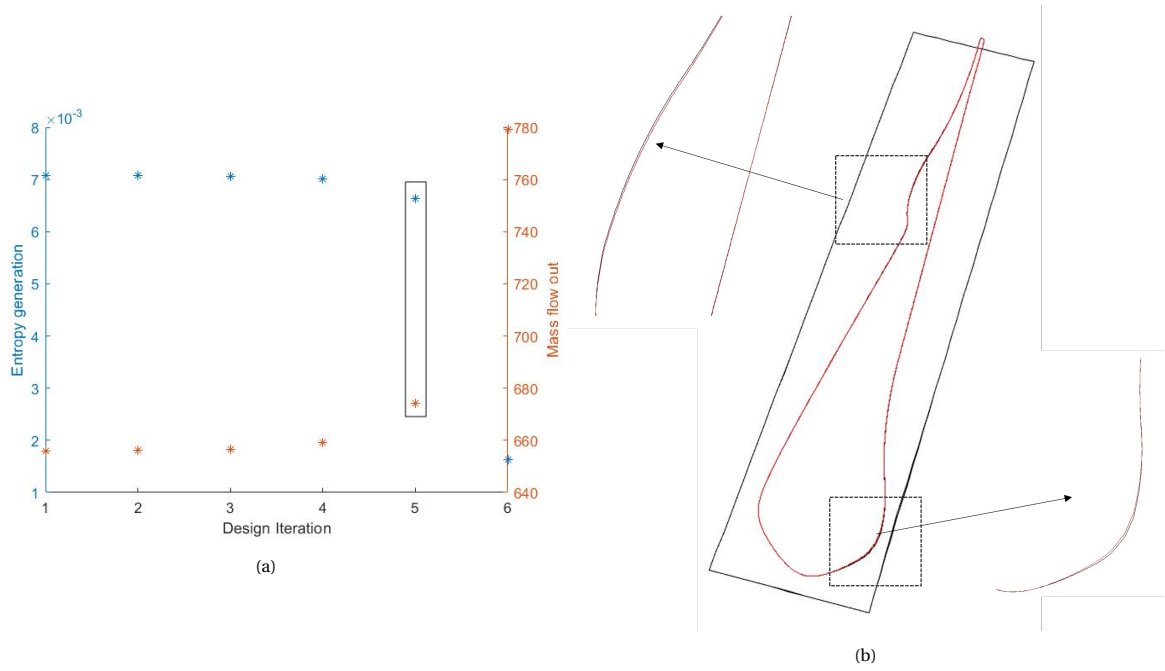 ×10⁻³
8
7
6
5
4
3
2
1
Entropy generation
780
760
740
720
700
680
660
640
Mass flow out
1 2 3 4 5 6
Design Iteration
(a)
(b)